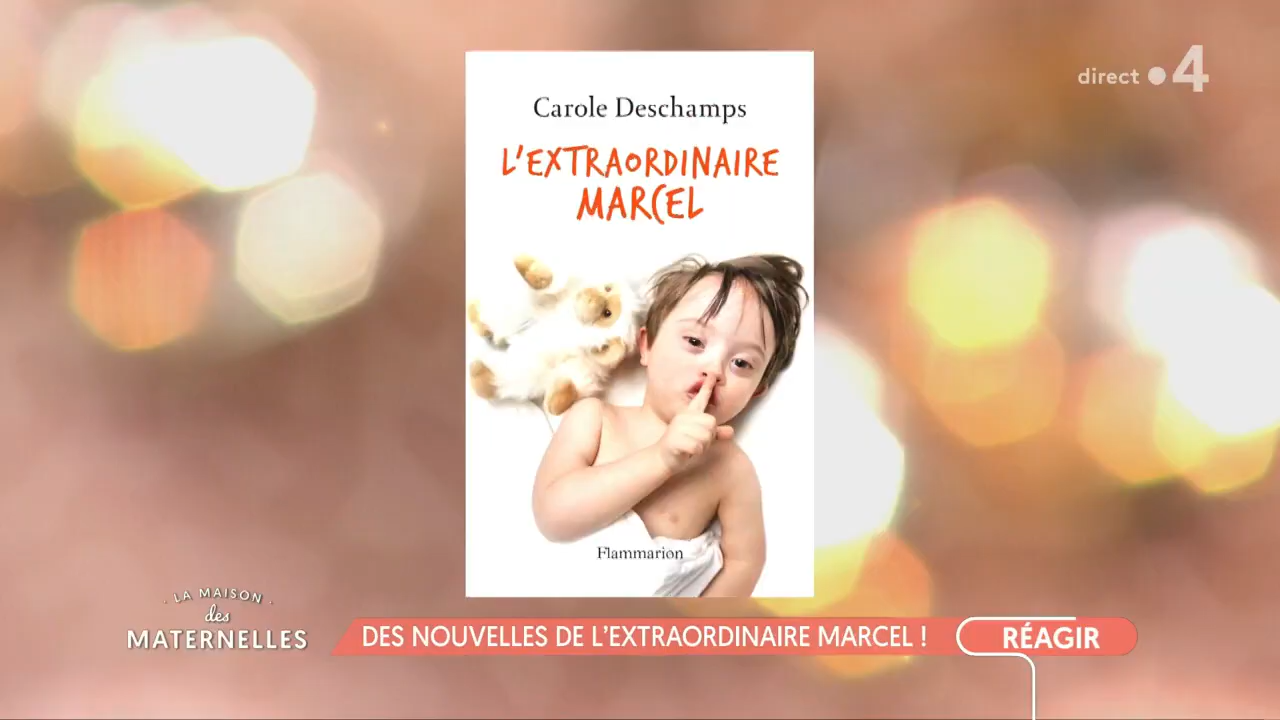 direct 4
Carole Deschamps
L'EXTRAORDINAIRE
MARCEL
Flammarion
LA MAISON
des
MATERNELLES
DES NOUVELLES DE L'EXTRAORDINAIRE MARCEL !
RÉAGIR